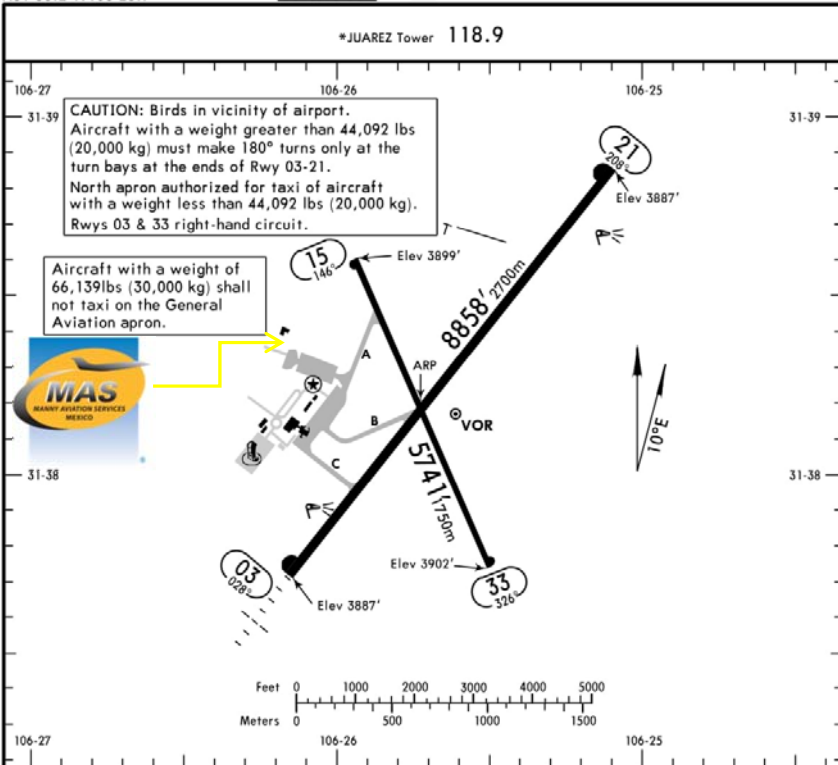 *JUAREZ Tower 118.9
106-27 106-26 106-25
31-39 31-39
CAUTION: Birds in vicinity of airport.
Aircraft with a weight greater than 44,092 lbs
(20,000 kg) must make 180° turns only at the
turn bays at the ends of Rwy 03-21.
North apron authorized for taxi of aircraft
with a weight less than 44,092 lbs (20,000 kg).
Rwys 03 & 33 right-hand circuit.
21
208°
Elev 3887'
T
15
146°
Elev 3899'
Aircraft with a weight of
66,139lbs (30,000 kg) shall
not taxi on the General
Aviation apron.
8858' 2700m
MAS
MANNY AVIATION SERVICES
MEXICO
A
ARP
B
VOR
C
10°E
5741' 1750m
31-38 31-38
03
028°
Elev 3887'
Elev 3902'
33
326°
Feet 0 1000 2000 3000 4000 5000
Meters 0 500 1000 1500
106-27 106-26 106-25